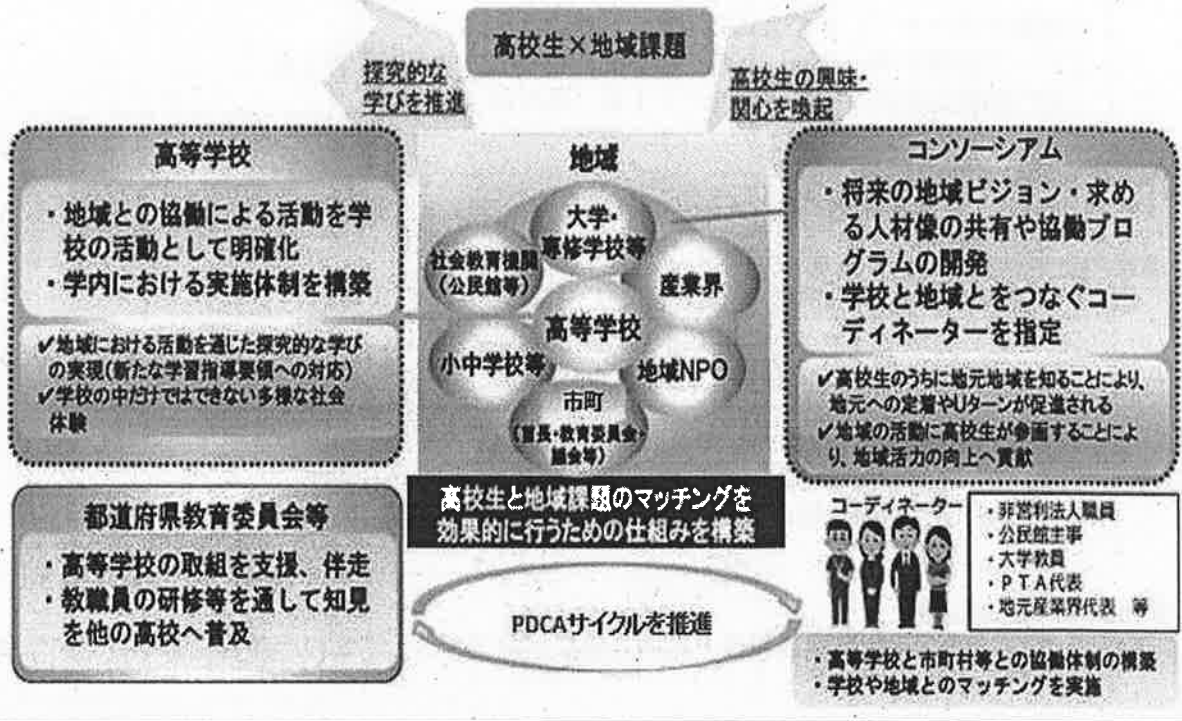 高校生×地域課題
探究的な
学びを推進
高校生の興味・
関心を喚起
高等学校
・地域との協働による活動を学
校の活動として明確化
・学内における実施体制を構築
✔地域における活動を通じた探究的な学び
の実現(新たな学習指導要領への対応)
✔学校の中だけではできない多様な社会
体験
地域
大学・
専修学校等
社会教育機関
(公民館等)
産業界
高等学校
小中学校等
地域NPO
市町
(首長・教育委員会・
議会等)
コンソーシアム
・将来の地域ビジョン・求め
る人材像の共有や協働プロ
グラムの開発
・学校と地域とをつなぐコー
ディネーターを指定
✔高校生のうちに地元地域を知ることにより、
地元への定着やUターンが促進される
✔地域の活動に高校生が参画することによ
り、地域活力の向上へ貢献
高校生と地域課題のマッチングを
効果的に行うための仕組みを構築
都道府県教育委員会等
・高等学校の取組を支援、伴走
・教職員の研修等を通して知見
を他の高校へ普及
PDCAサイクルを推進
コーディネーター
・非営利法人職員
・公民館主事
・大学教員
・PTA代表
・地元産業界代表 等
・高等学校と市町村等との協働体制の構築
・学校や地域とのマッチングを実施